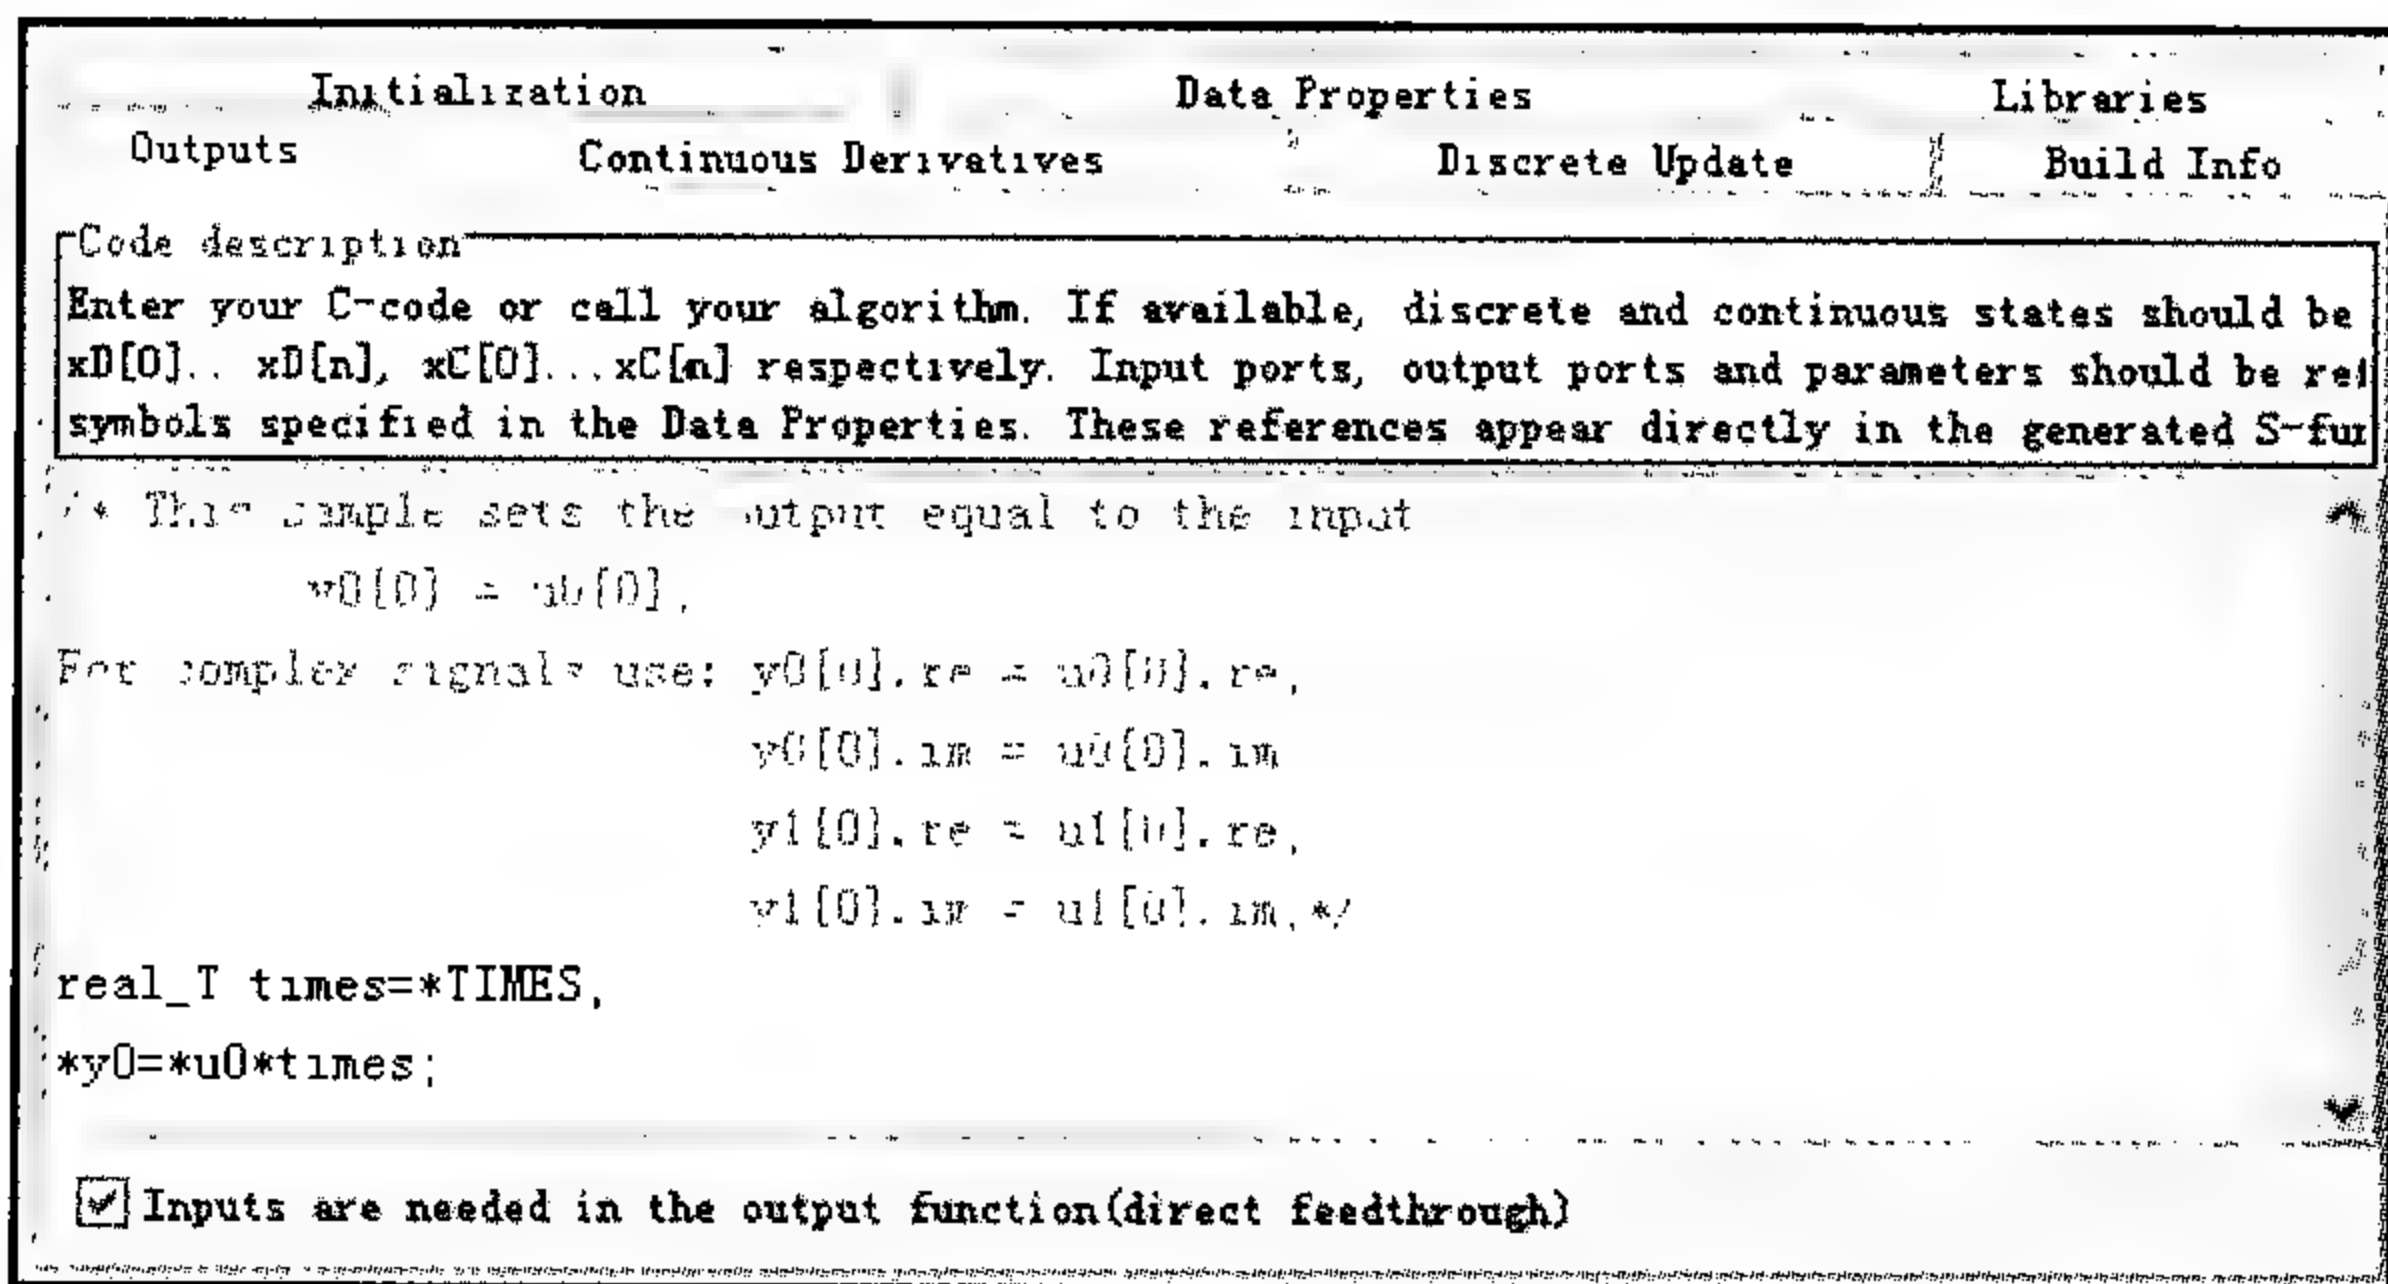 Initialization Data Properties Libraries
Outputs Continuous Derivatives Discrete Update Build Info
Code description
Enter your C-code or call your algorithm. If available, discrete and continuous states should be
xD[0].. xD[n], xC[0]...xC[n] respectively. Input ports, output ports and parameters should be ref
symbols specified in the Data Properties. These references appear directly in the generated S-fun
/* This sample sets the output equal to the input
y0[0] = u0[0],
For complex signals use: y0[0].re = u0[0].re,
y0[0].im = u0[0].im
y1[0].re = u1[0].re,
y1[0].im = u1[0].im,*/
real_T times=*TIMES,
*y0=*u0*times;
Inputs are needed in the output function(direct feedthrough)